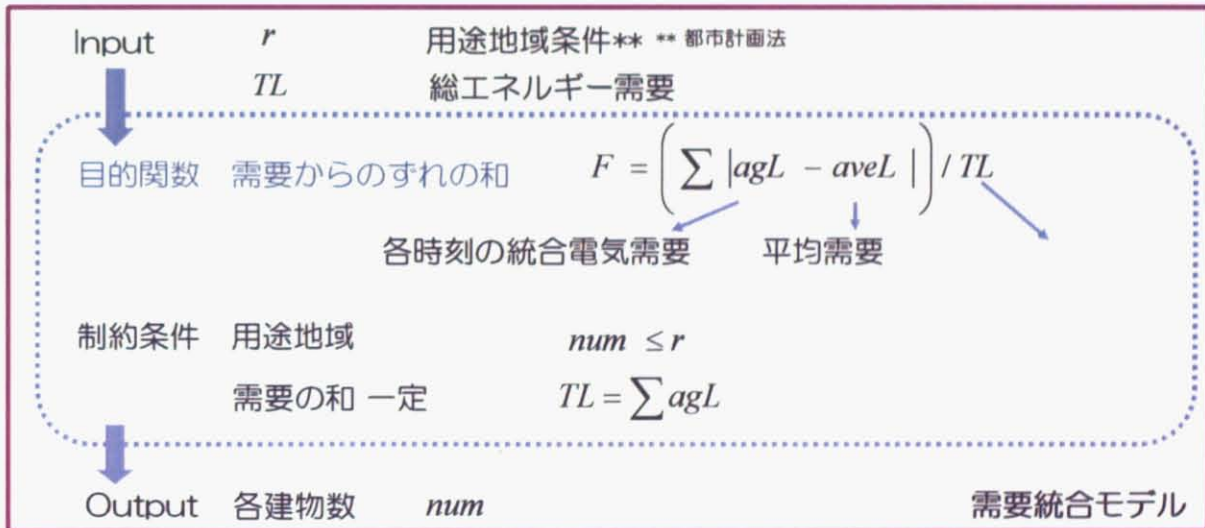 Input r 用途地域条件** ** 都市計画法
TL 総エネルギー需要
目的関数 需要からのずれの和 F = ( ∑ |agL - aveL | ) / TL
各時刻の統合電気需要 平均需要
制約条件 用途地域 num ≤ r
需要の和 一定 TL = ∑ agL
Output 各建物数 num 需要統合モデル